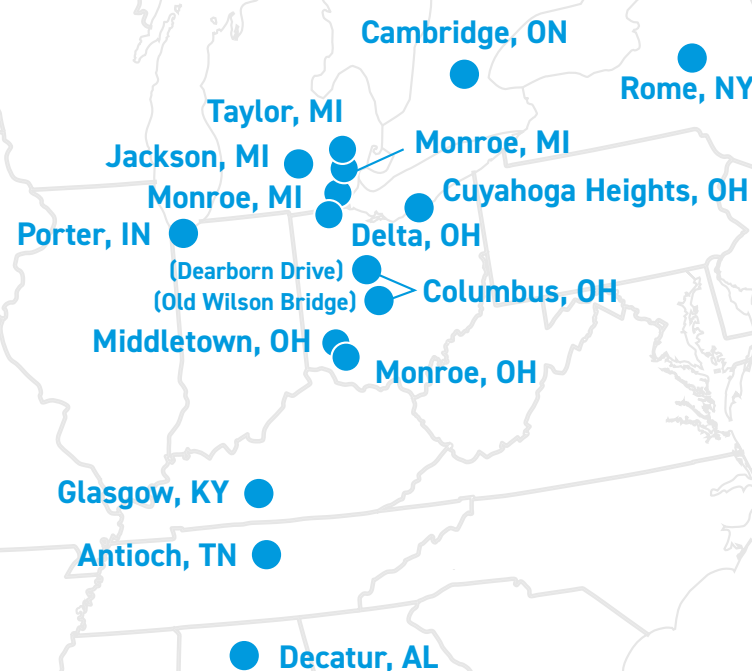 Cambridge, ON
Rome, NY
Taylor, MI
Monroe, MI
Jackson, MI
Monroe, MI
Cuyahoga Heights, OH
Porter, IN
Delta, OH
(Dearborn Drive)
(Old Wilson Bridge)
Columbus, OH
Middletown, OH
Monroe, OH
Glasgow, KY
Antioch, TN
Decatur, AL